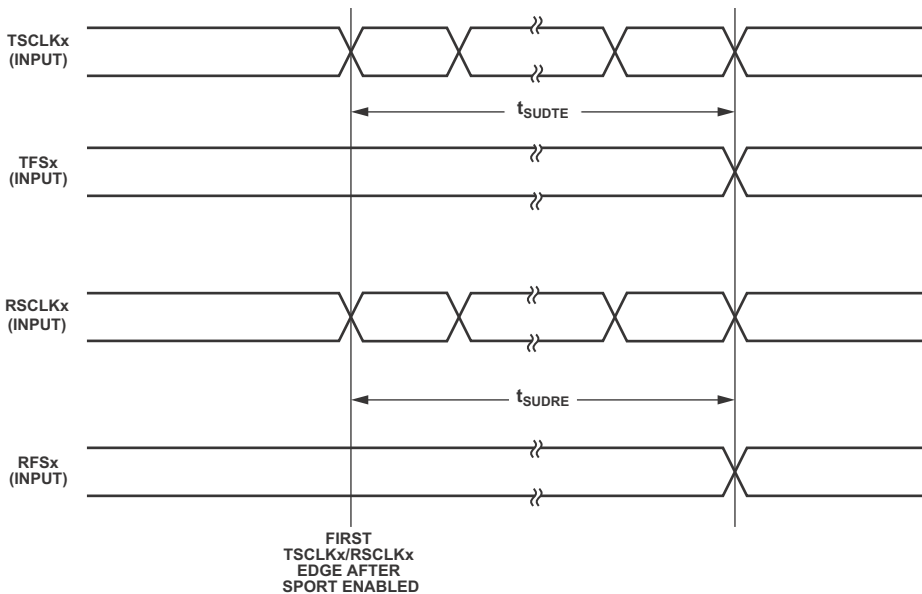 TSCLKx
(INPUT)
tSUDTE
TFSx
(INPUT)
RSCLKx
(INPUT)
tSUDRE
RFSx
(INPUT)
FIRST
TSCLKx/RSCLKx
EDGE AFTER
SPORT ENABLED